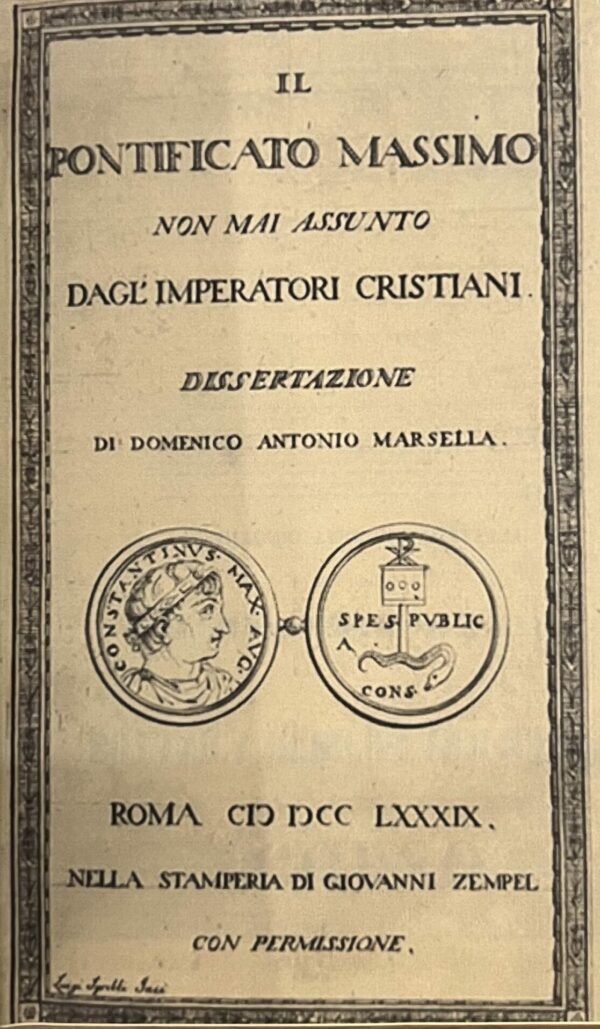 IL
PONTIFICATO MASSIMO
NON MAI ASSUNTO
DAGL' IMPERATORI CRISTIANI.
DISSERTAZIONE
DI DOMENICO ANTONIO MARSELLA.
CONSTANTINVS·MAX·AVG·
SPES PVBLIC
A
CONS·
ROMA CIↃ IↃCC LXXXIX.
NELLA STAMPERIA DI GIOVANNI ZEMPEL
CON PERMISSIONE.